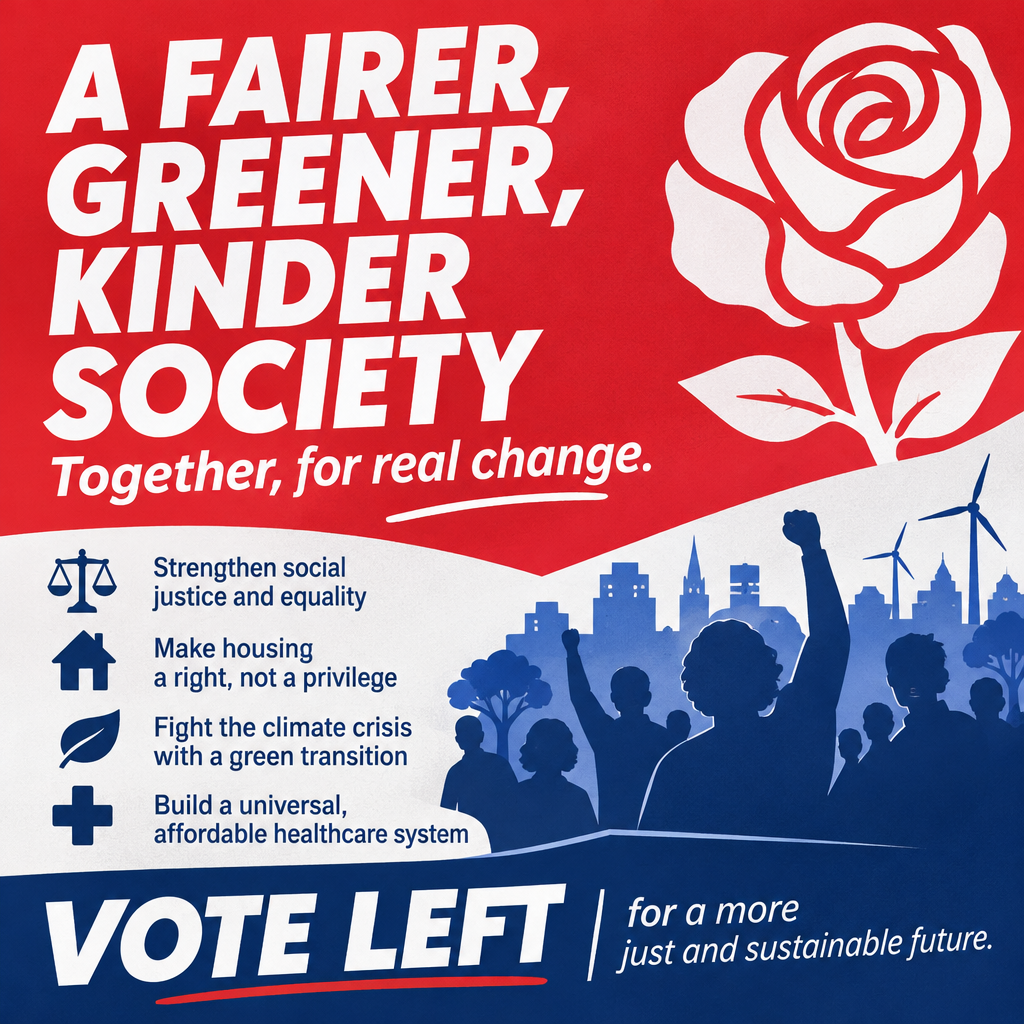 A FAIRER,
GREENER,
KINDER
SOCIETY
Together, for real change.
Strengthen social
justice and equality
Make housing
a right, not a privilege
Fight the climate crisis
with a green transition
Build a universal,
affordable healthcare system
VOTE LEFT
for a more
just and sustainable future.